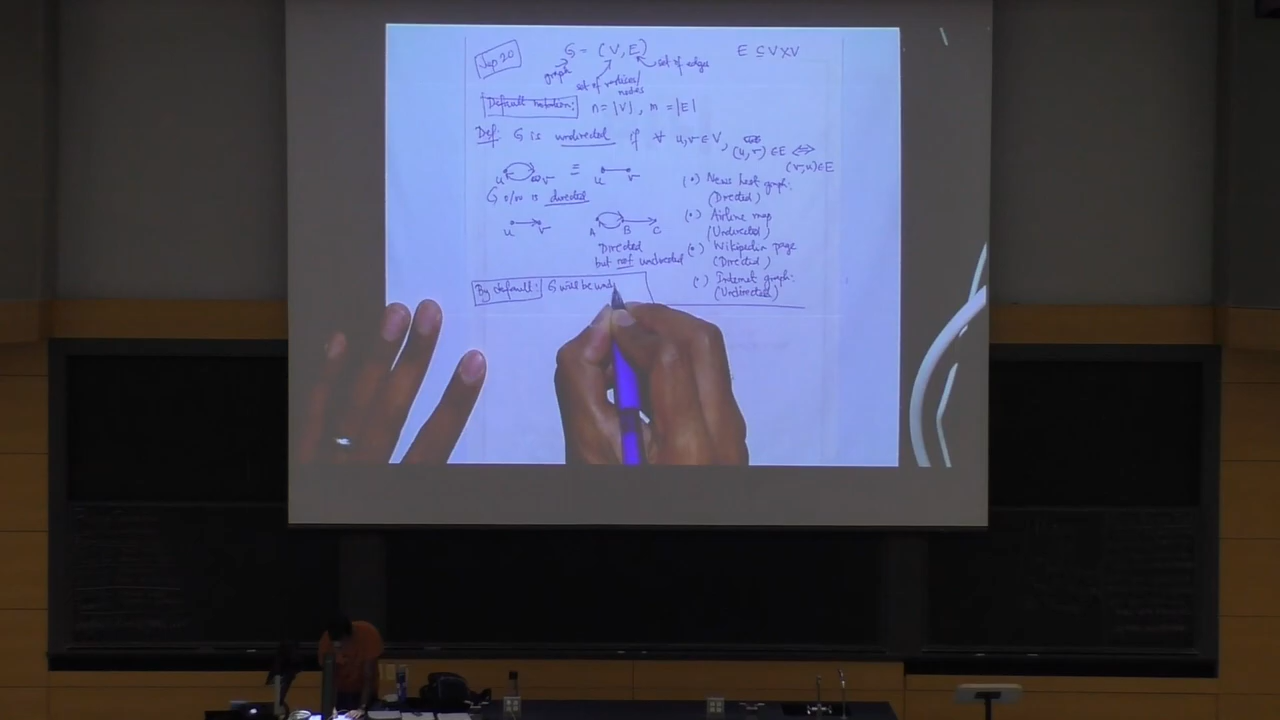 Sep 20
G = (V, E)
E ⊆ V×V
graph
set of vertices/
nodes
set of edges
Default notation: n = |V|, m = |E|
Def: G is undirected if ∀ u,v ∈ V, (u,v) ∈ E ⇔
(v,u) ∈ E
u v ≡ u v
G o/w is directed
u v
A B C
Directed
but not undirected
(•) News host graph:
(Directed)
(•) Airline map
(Undirected)
(•) Wikipedia page
(Directed)
(•) Internet graph:
(Undirected)
By default: G will be und